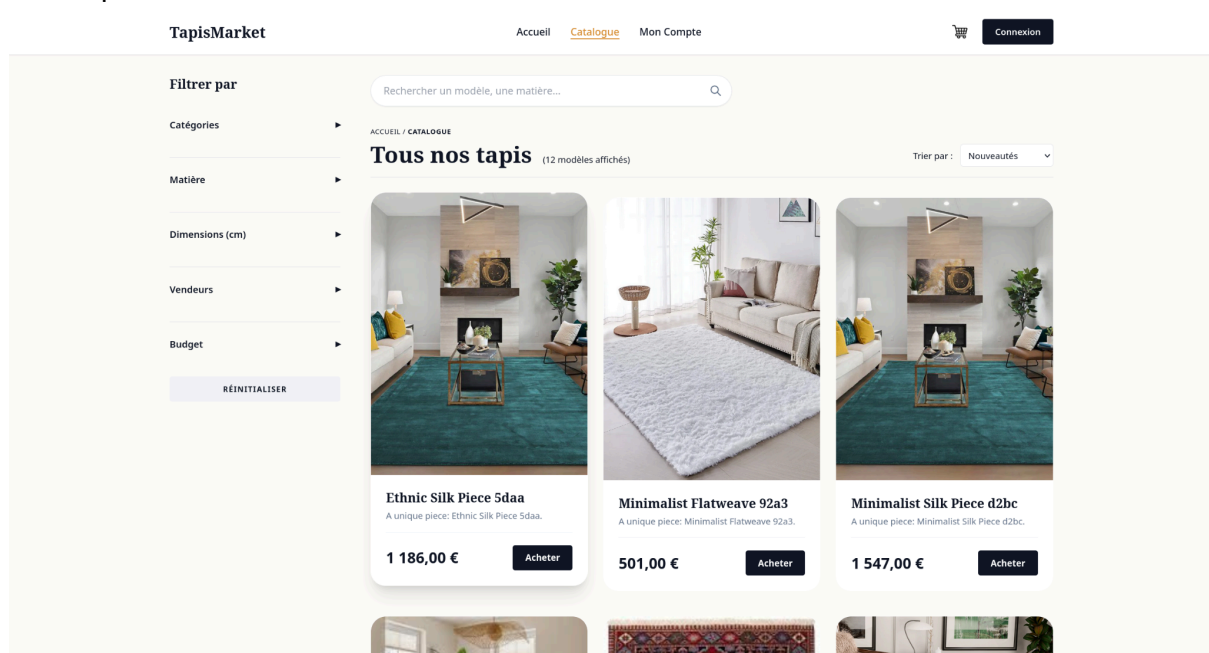 TapisMarket
Accueil Catalogue Mon Compte
Connexion
Filtrer par
Catégories
Matière
Dimensions (cm)
Vendeurs
Budget
RÉINITIALISER
Rechercher un modèle, une matière...
ACCUEIL / CATALOGUE
Tous nos tapis (12 modèles affichés)
Trier par : Nouveautés
Ethnic Silk Piece 5daa
A unique piece: Ethnic Silk Piece 5daa.
1 186,00 € Acheter
Minimalist Flatweave 92a3
A unique piece: Minimalist Flatweave 92a3.
501,00 € Acheter
Minimalist Silk Piece d2bc
A unique piece: Minimalist Silk Piece d2bc.
1 547,00 € Acheter